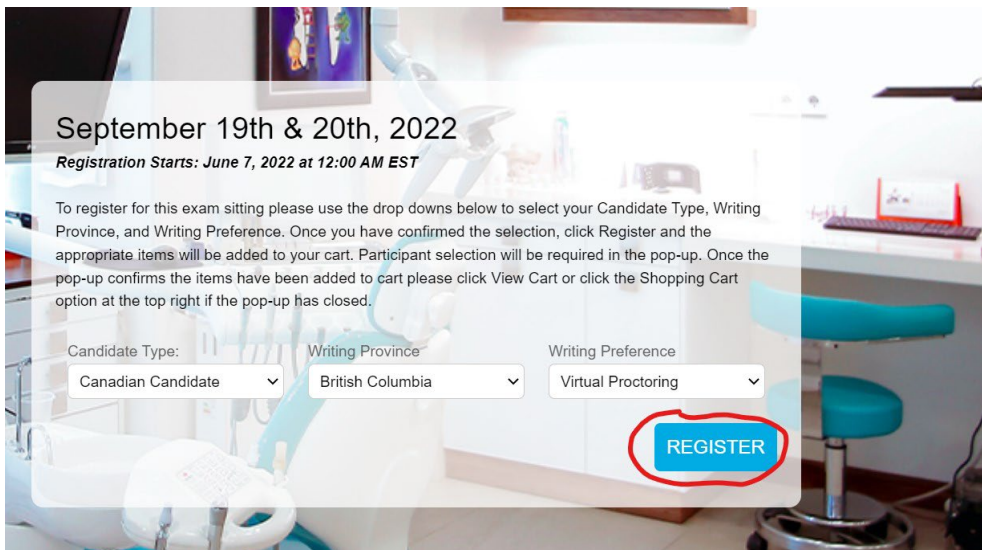 September 19th & 20th, 2022
Registration Starts: June 7, 2022 at 12:00 AM EST
To register for this exam sitting please use the drop downs below to select your Candidate Type, Writing
Province, and Writing Preference. Once you have confirmed the selection, click Register and the
appropriate items will be added to your cart. Participant selection will be required in the pop-up. Once the
pop-up confirms the items have been added to cart please click View Cart or click the Shopping Cart
option at the top right if the pop-up has closed.
Candidate Type: Writing Province Writing Preference
Canadian Candidate British Columbia Virtual Proctoring
REGISTER